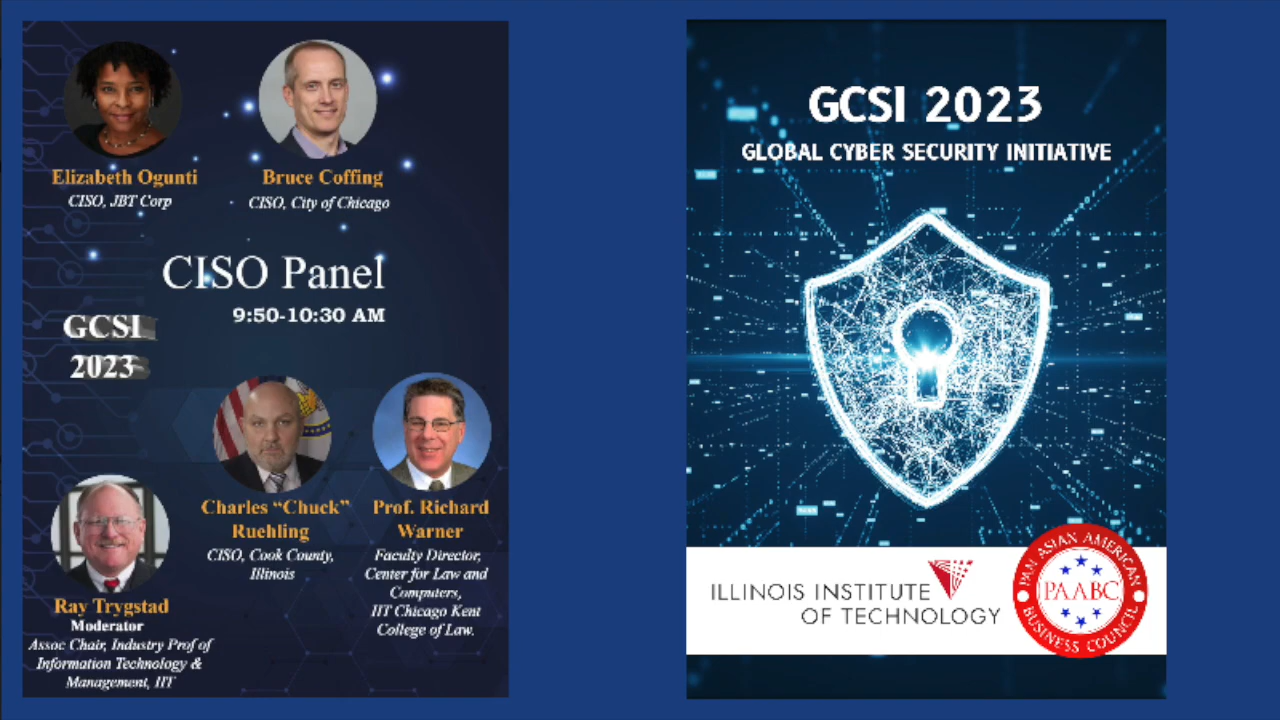 Elizabeth Ogunti
CISO, JBT Corp
Bruce Coffing
CISO, City of Chicago
CISO Panel
9:50-10:30 AM
GCSI
2023
Charles “Chuck”
Ruehling
CISO, Cook County,
Illinois
Prof. Richard
Warner
Faculty Director,
Center for Law and
Computers,
IIT Chicago Kent
College of Law.
Ray Trygstad
Moderator
Assoc Chair, Industry Prof of
Information Technology &
Management, IIT
GCSI 2023
GLOBAL CYBER SECURITY INITIATIVE
ILLINOIS INSTITUTE
OF TECHNOLOGY
PAN ASIAN AMERICAN
PAABC
BUSINESS COUNCIL